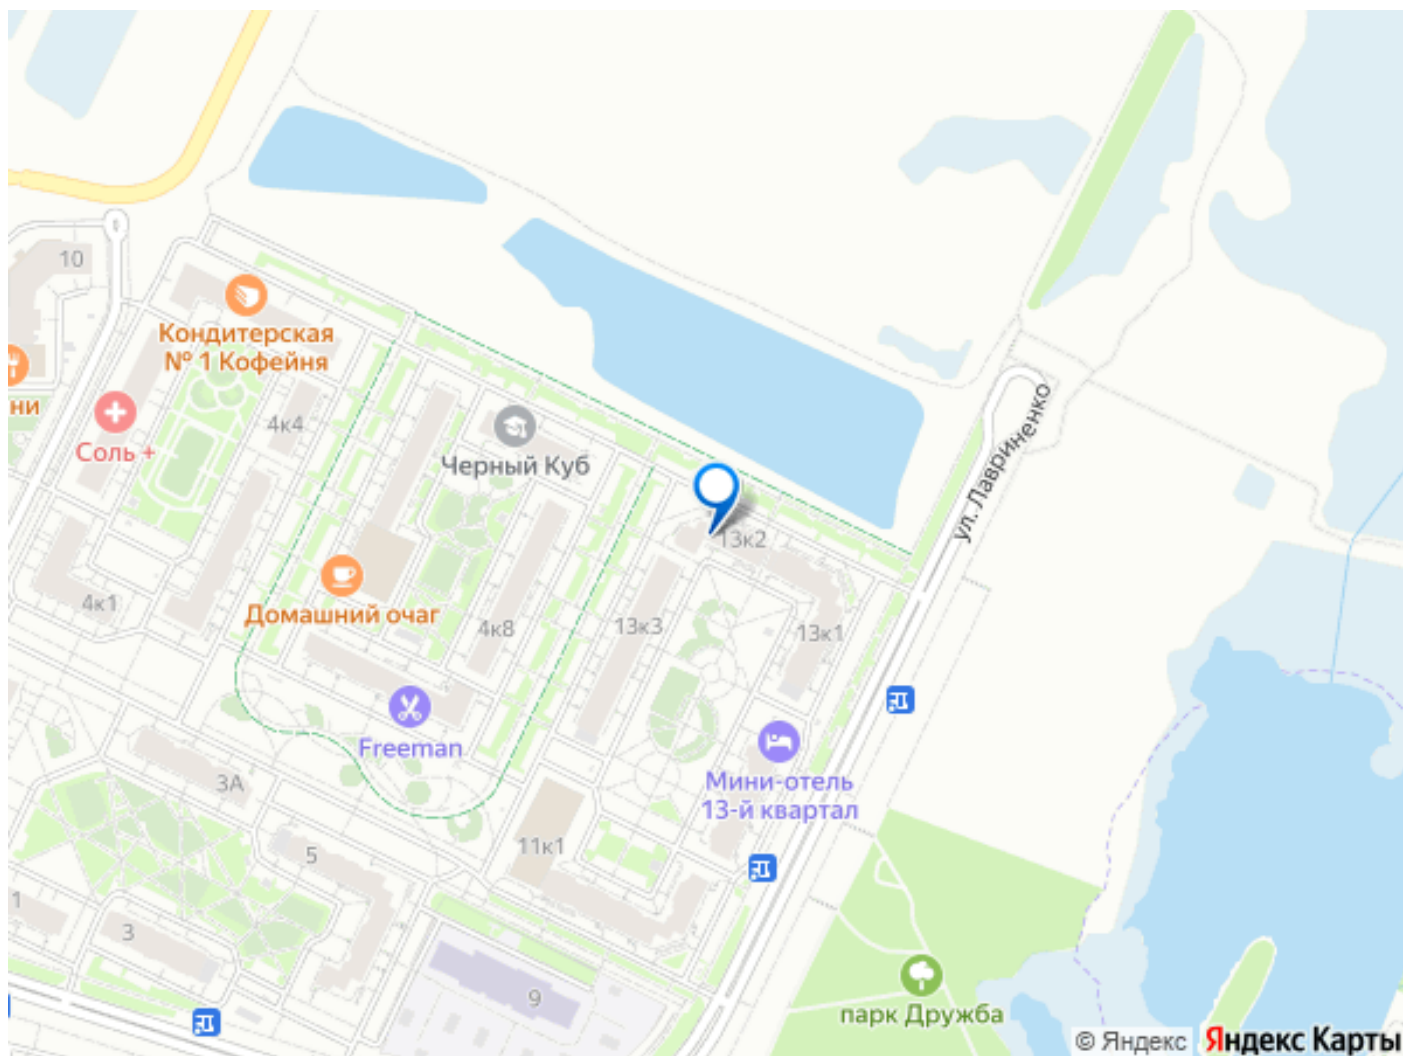 10
Кондитерская
№ 1 Кофейня
ни
Соль +
4к4
Черный Куб
ул. Лавриненко
13к2
Домашний очаг
4к1
4к8
13к3
13к1
Freeman
Мини-отель
13-й квартал
3А
11к1
5
1
3
9
парк Дружба
© Яндекс
Яндекс Карты